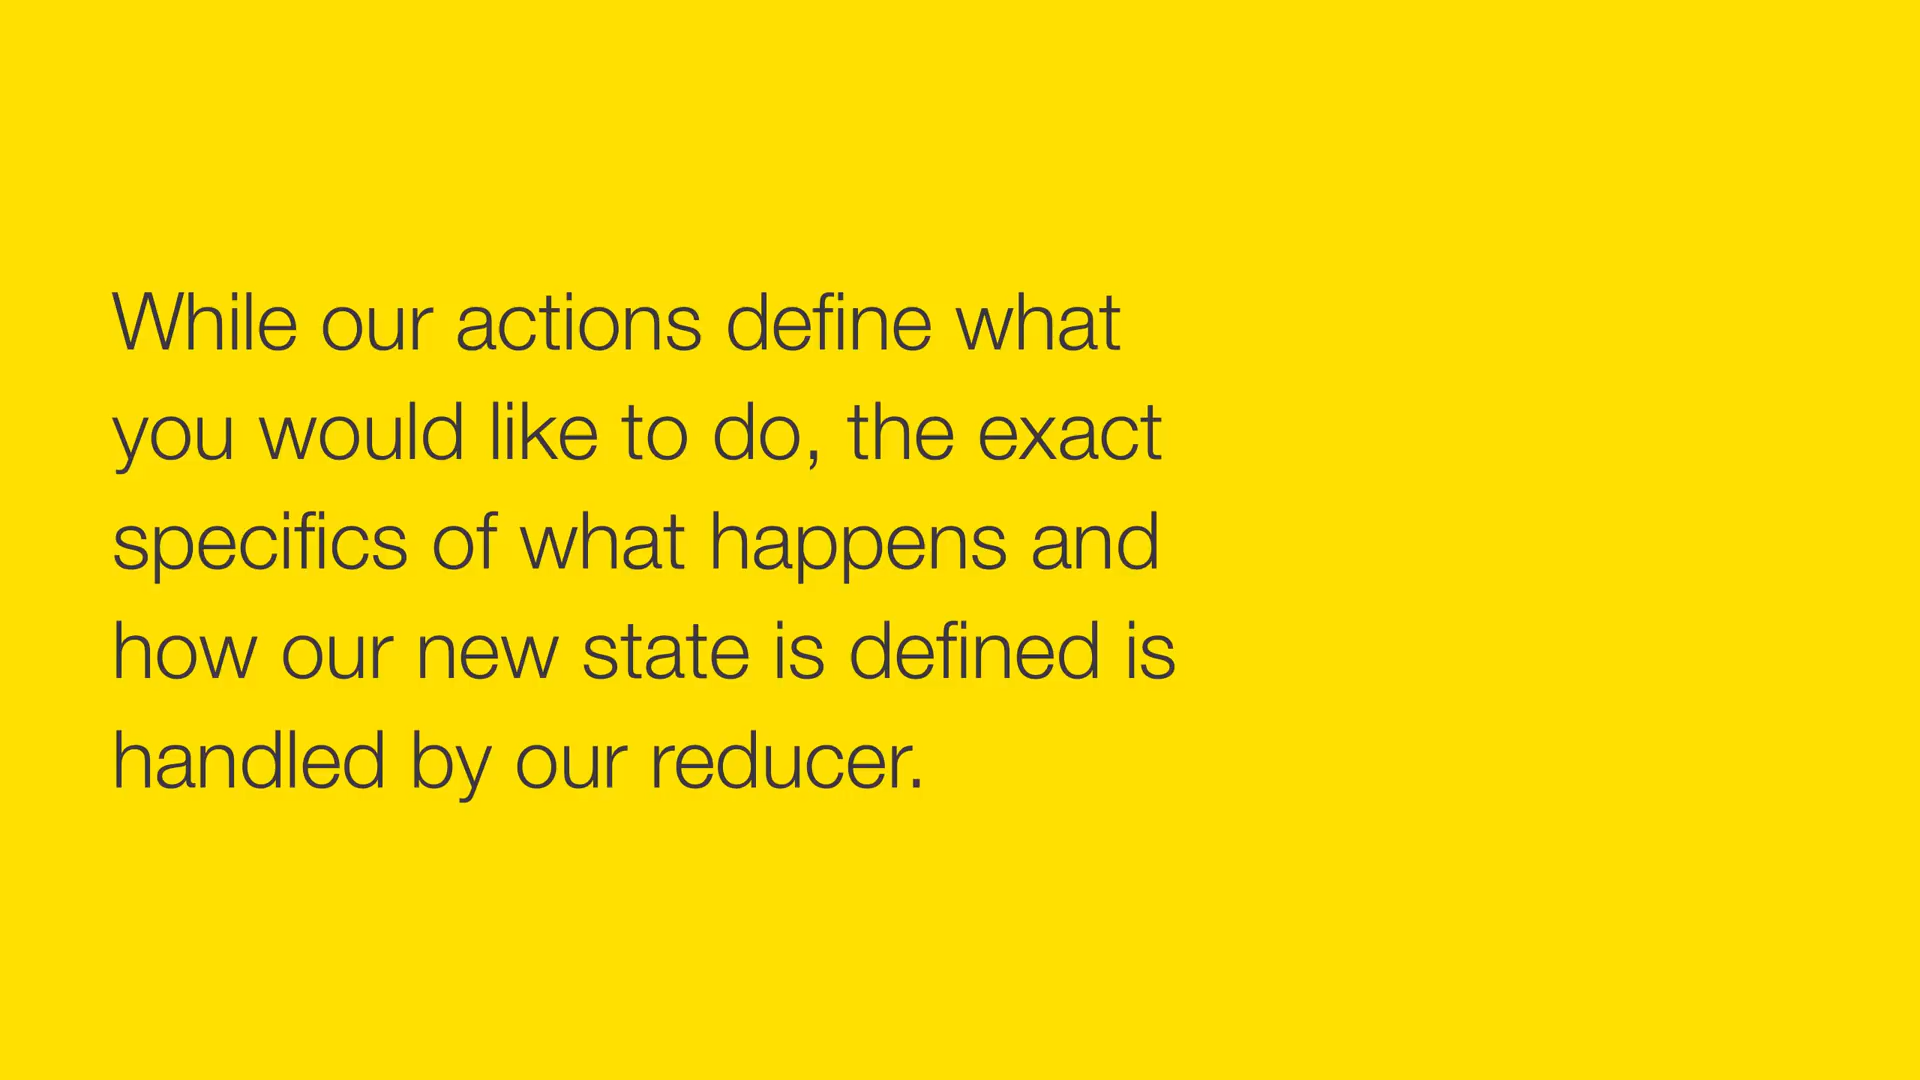 While our actions define what
you would like to do, the exact
specifics of what happens and
how our new state is defined is
handled by our reducer.